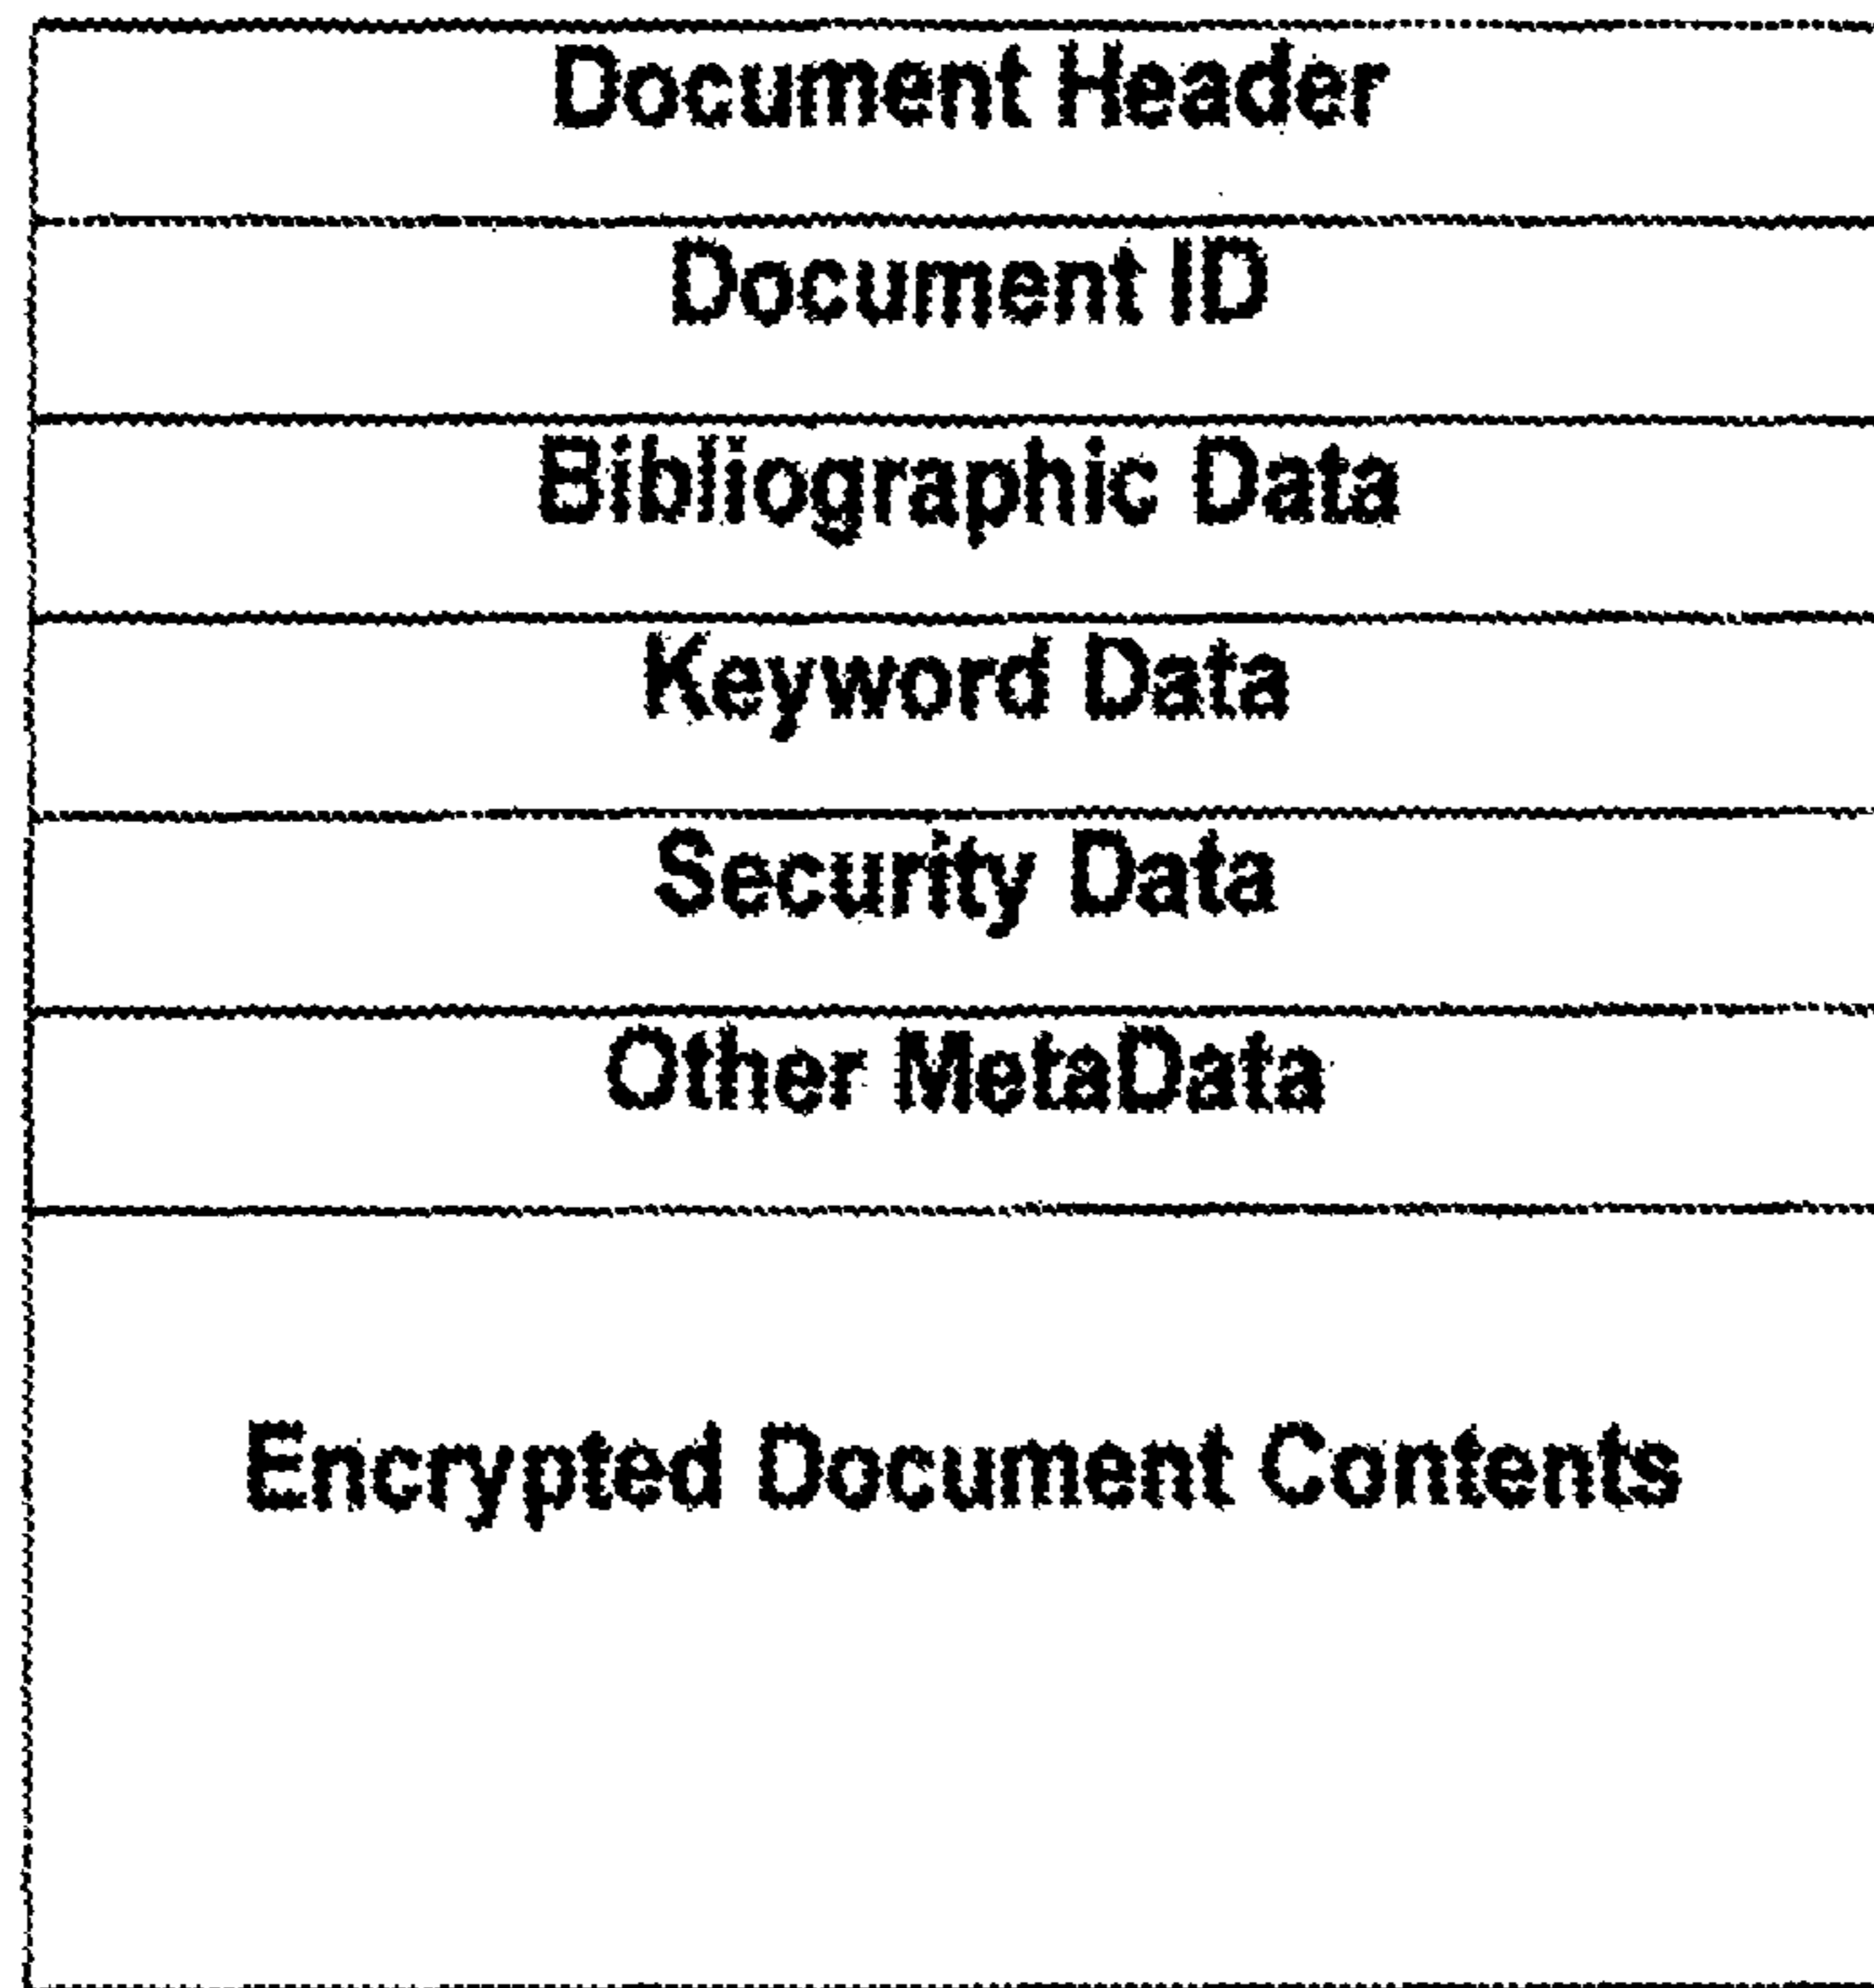 Document Header
Document ID
Bibliographic Data
Keyword Data
Security Data
Other MetaData
Encrypted Document Contents